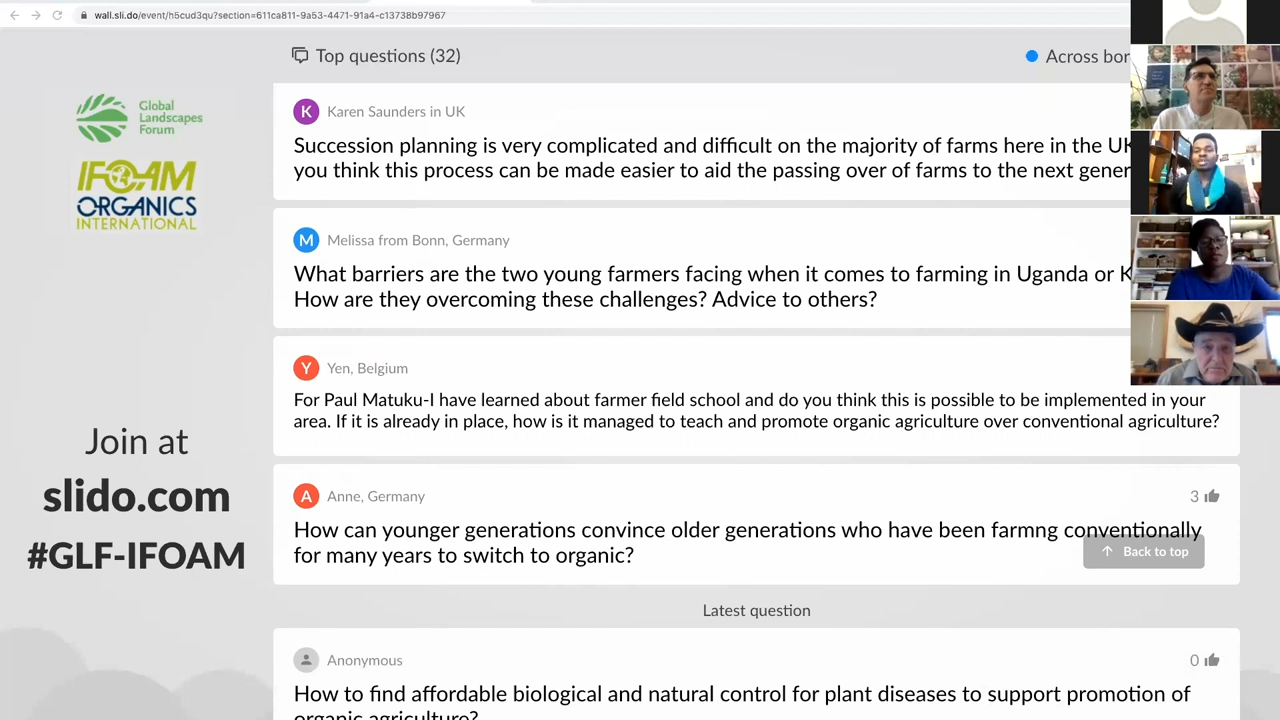 wall.sli.do/event/h5cud3qu?section=611ca811-9a53-4471-91a4-c13738b97967
Top questions (32)
Across bor
Global
Landscapes
Forum
IFOAM
ORGANICS
INTERNATIONAL
Join at
slido.com
#GLF-IFOAM
K
Karen Saunders in UK
Succession planning is very complicated and difficult on the majority of farms here in the UK
you think this process can be made easier to aid the passing over of farms to the next gener
M
Melissa from Bonn, Germany
What barriers are the two young farmers facing when it comes to farming in Uganda or K
How are they overcoming these challenges? Advice to others?
Y
Yen, Belgium
For Paul Matuku-I have learned about farmer field school and do you think this is possible to be implemented in your
area. If it is already in place, how is it managed to teach and promote organic agriculture over conventional agriculture?
A
Anne, Germany
3
How can younger generations convince older generations who have been farmng conventionally
for many years to switch to organic?
Back to top
Latest question
Anonymous
0
How to find affordable biological and natural control for plant diseases to support promotion of
organic agriculture?